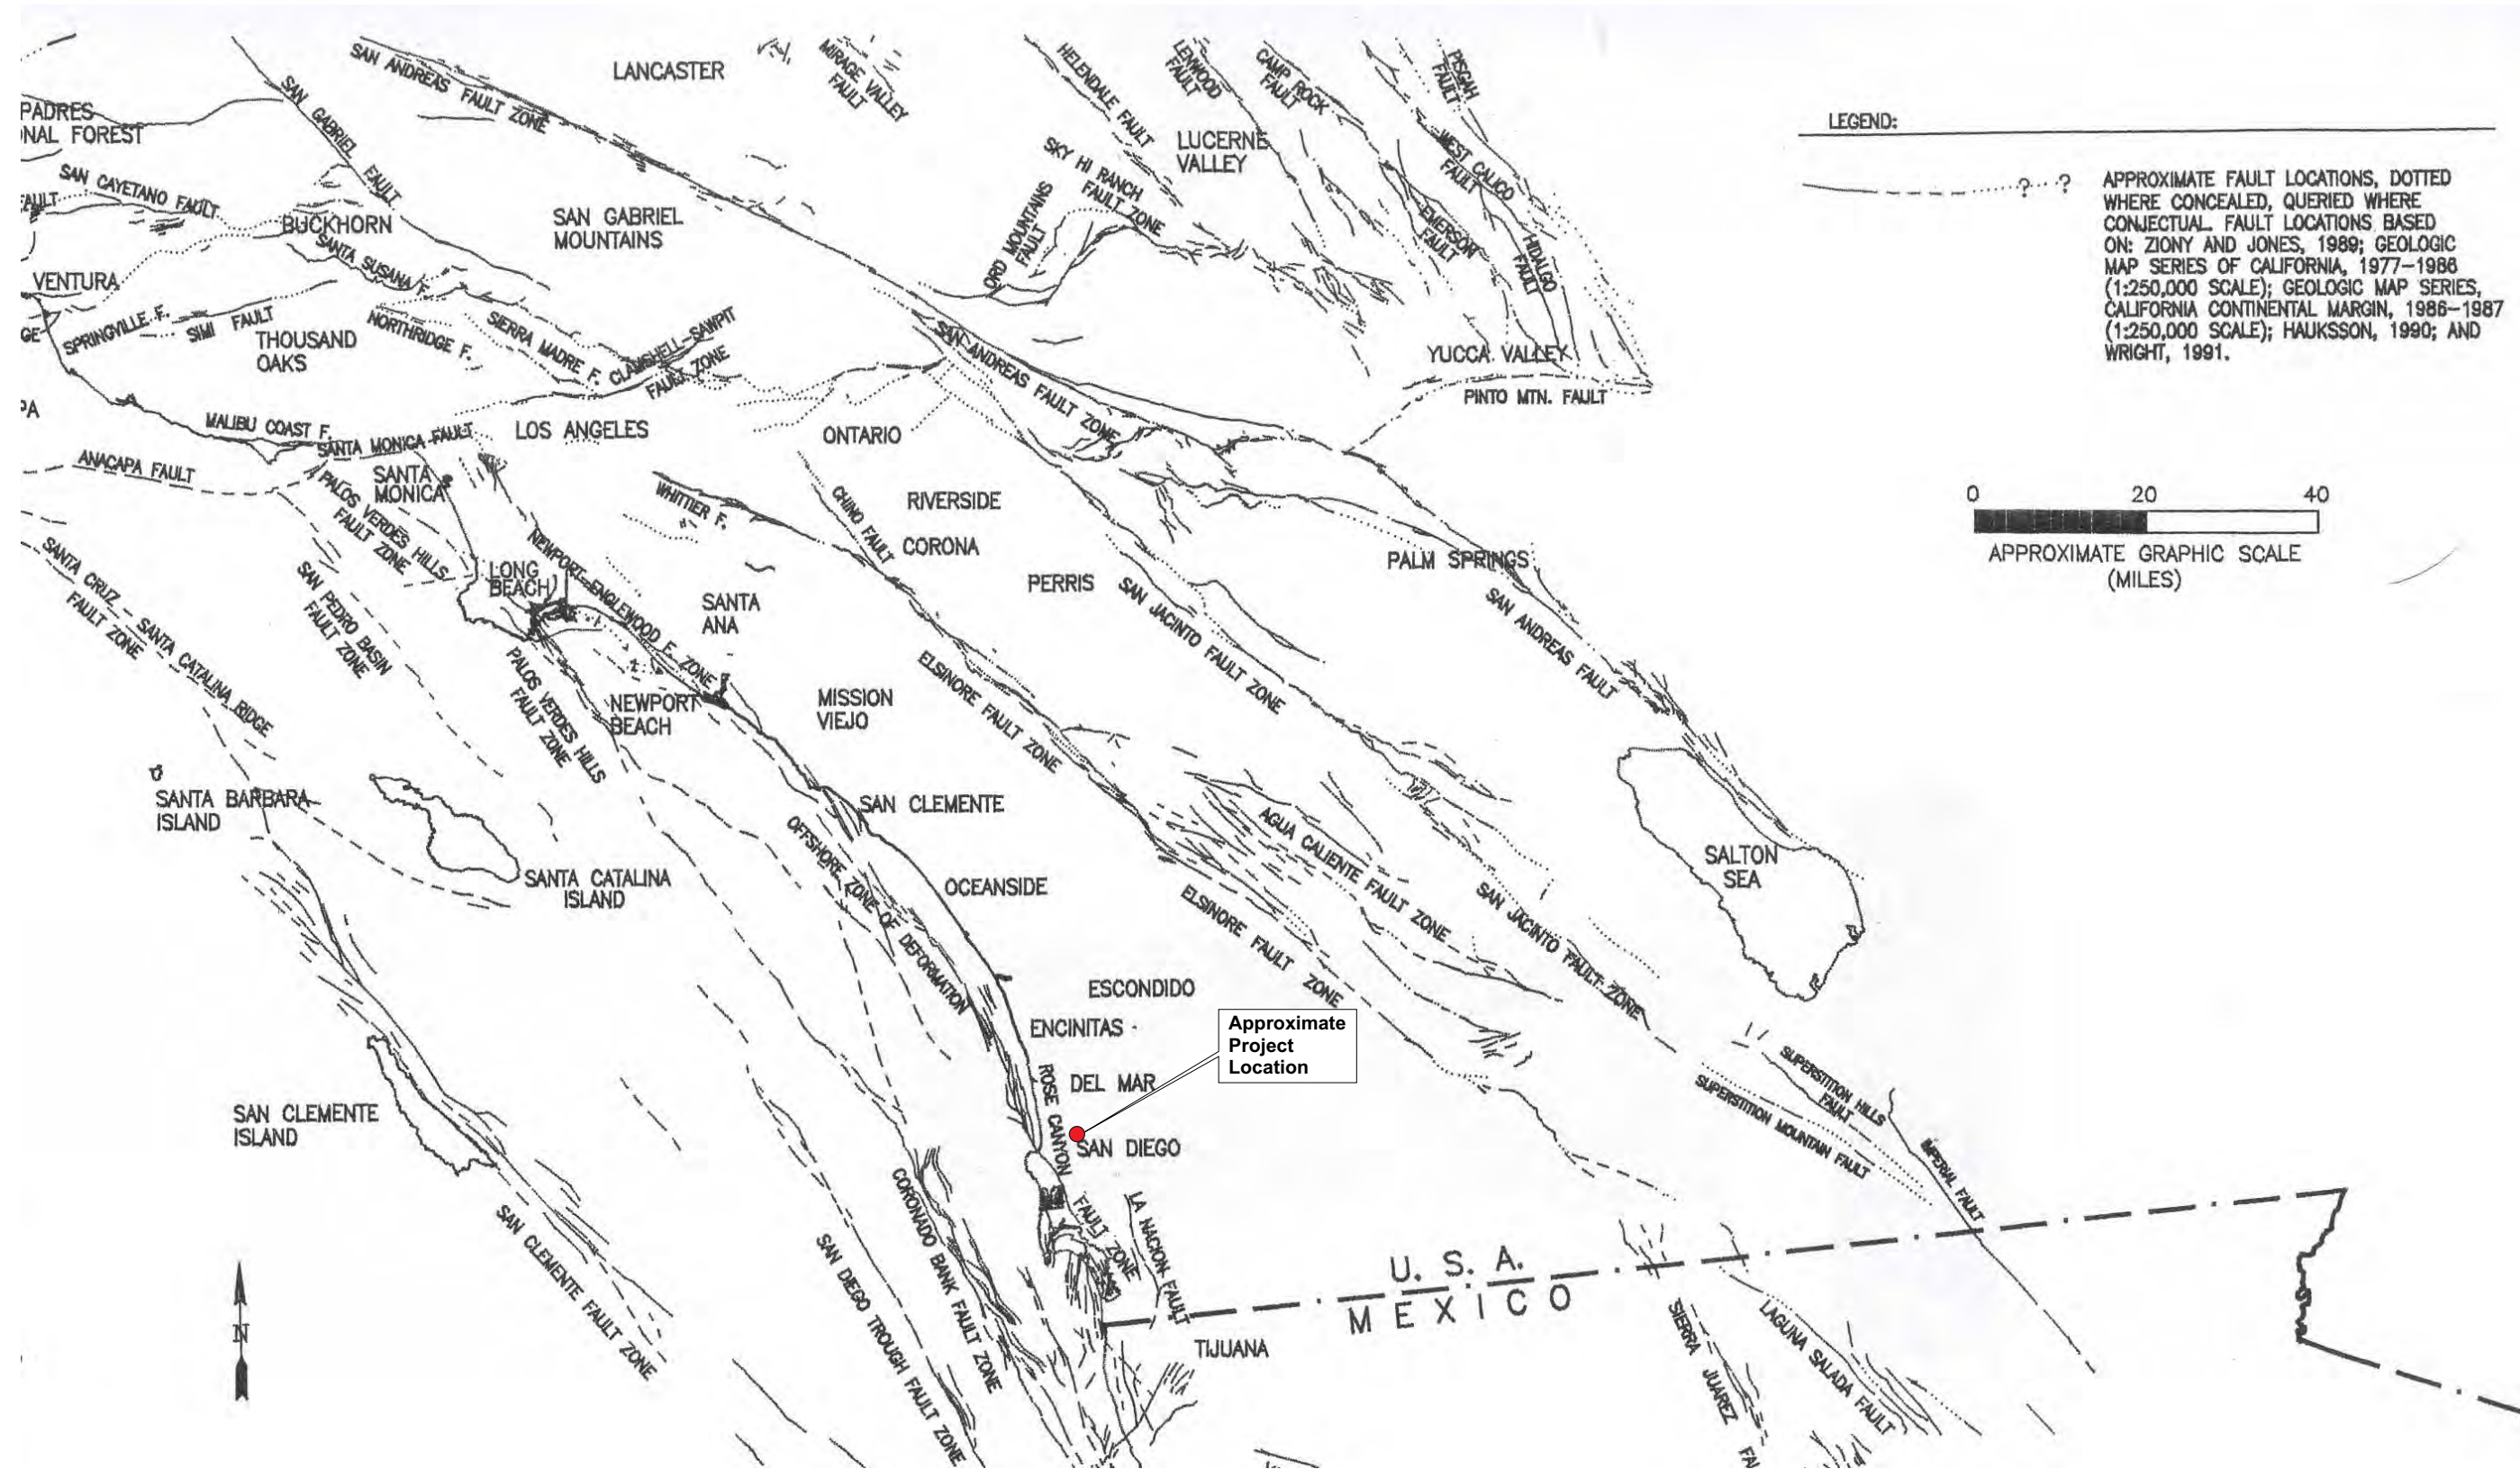 SAN ANDREAS FAULT ZONE
LANCASTER
MIRAGE VALLEY
FAULT
HELENDALE FAULT
LENWOOD
FAULT
CAMP ROCK
FAULT
PISGAH
FAULT
PADRES
NAL FOREST
SAN GABRIEL FAULT
LUCERNE
VALLEY
WEST CALICO
FAULT
SKY HI RANCH
FAULT ZONE
SAN CAYETANO FAULT
FAULT
BUCKHORN
SAN GABRIEL
MOUNTAINS
ORD MOUNTAINS
FAULT
EMERSON
FAULT
HIDALGO
FAULT
SANTA SUSANA F.
VENTURA
SPRINGVILLE F.
SIMI FAULT
THOUSAND
OAKS
NORTHRIDGE F.
SIERRA MADRE F.
CLAMSHELL-SAWPIT
FAULT ZONE
SAN ANDREAS FAULT ZONE
YUCCA VALLEY
PINTO MTN. FAULT
PA
MALIBU COAST F.
SANTA MONICA FAULT
LOS ANGELES
ONTARIO
ANACAPA FAULT
SANTA
MONICA
PALOS VERDES HILLS
FAULT ZONE
WHITTIER F.
CHINO FAULT
RIVERSIDE
CORONA
SANTA CRUZ - SANTA CATALINA RIDGE
FAULT ZONE
SAN PEDRO BASIN
FAULT ZONE
LONG
BEACH
NEWPORT-ENGLEWOOD F. ZONE
SANTA
ANA
PERRIS
PALM SPRINGS
SAN JACINTO FAULT ZONE
SAN ANDREAS FAULT
PALOS VERDES HILLS
FAULT ZONE
NEWPORT
BEACH
MISSION
VIEJO
ELSINORE FAULT ZONE
SANTA BARBARA
ISLAND
SANTA CATALINA
ISLAND
SAN CLEMENTE
OFFSHORE ZONE OF DEFORMATION
OCEANSIDE
AGUA CALIENTE FAULT ZONE
ELSINORE FAULT ZONE
SAN JACINTO FAULT ZONE
SALTON
SEA
ESCONDIDO
ENCINITAS
Approximate
Project
Location
DEL MAR
ROSE CANYON FAULT ZONE
SAN DIEGO
SAN CLEMENTE
ISLAND
SAN CLEMENTE FAULT ZONE
SAN DIEGO TROUGH FAULT ZONE
CORONADO BANK FAULT ZONE
LA NACION FAULT
SUPERSTITION HILLS
FAULT
SUPERSTITION MOUNTAIN FAULT
IMPERIAL FAULT
U. S. A.
MEXICO
TIJUANA
SIERRA JUAREZ FA
LAGUNA SALADA FAULT
N
LEGEND:
? ?
APPROXIMATE FAULT LOCATIONS, DOTTED
WHERE CONCEALED, QUERIED WHERE
CONJECTUAL. FAULT LOCATIONS BASED
ON: ZIONY AND JONES, 1989; GEOLOGIC
MAP SERIES OF CALIFORNIA, 1977-1986
(1:250,000 SCALE); GEOLOGIC MAP SERIES,
CALIFORNIA CONTINENTAL MARGIN, 1986-1987
(1:250,000 SCALE); HAUKSSON, 1990; AND
WRIGHT, 1991.
0 20 40
APPROXIMATE GRAPHIC SCALE
(MILES)